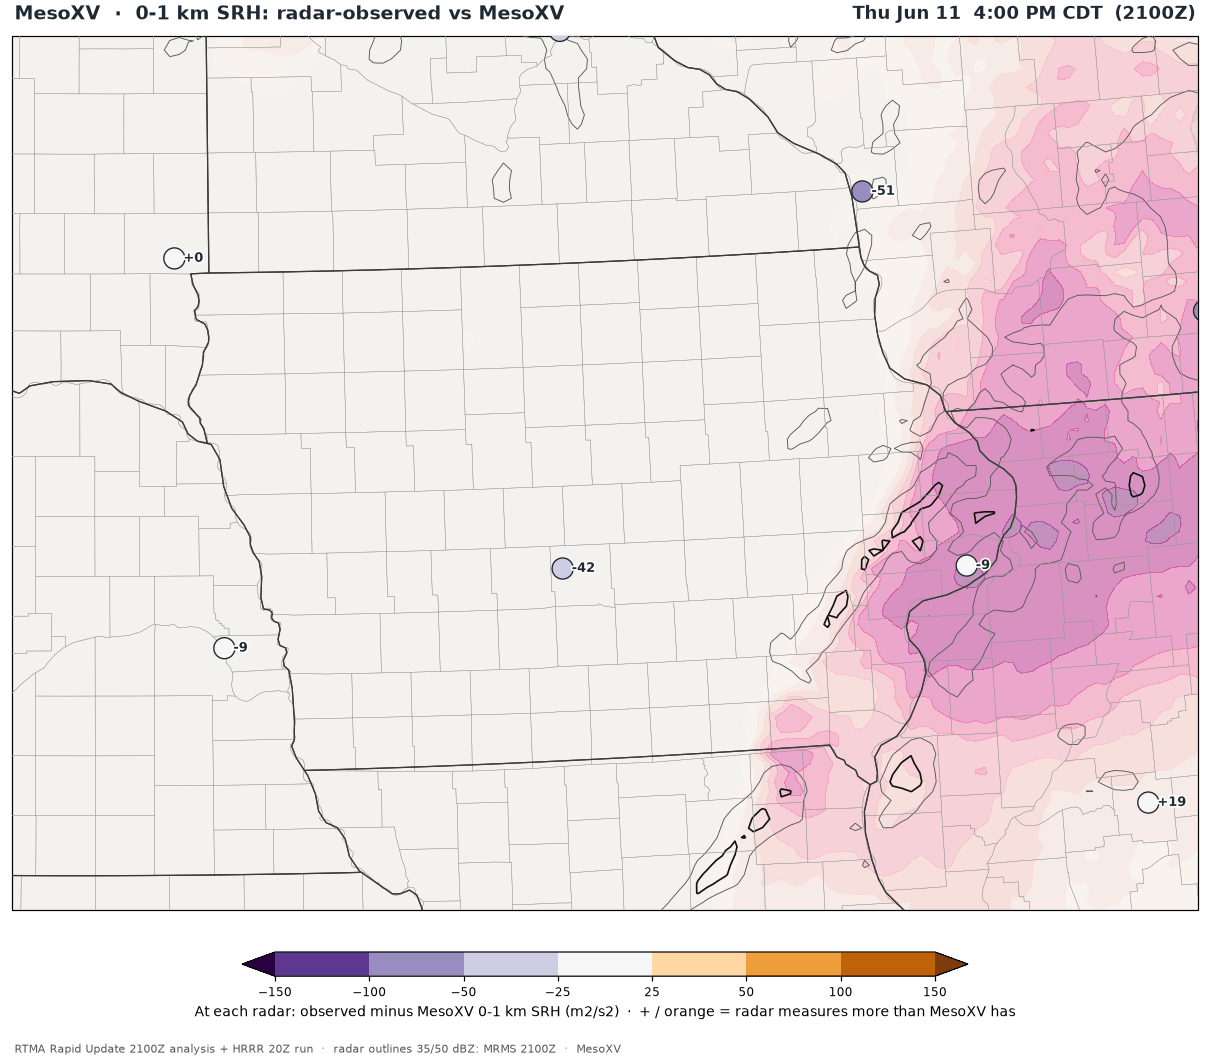 MesoXV · 0-1 km SRH: radar-observed vs MesoXV
Thu Jun 11 4:00 PM CDT (2100Z)
-51
+0
-42
-9
-9
+19
−150 −100 −50 −25 25 50 100 150
At each radar: observed minus MesoXV 0-1 km SRH (m2/s2) · + / orange = radar measures more than MesoXV has
RTMA Rapid Update 2100Z analysis + HRRR 20Z run · radar outlines 35/50 dBZ: MRMS 2100Z · MesoXV